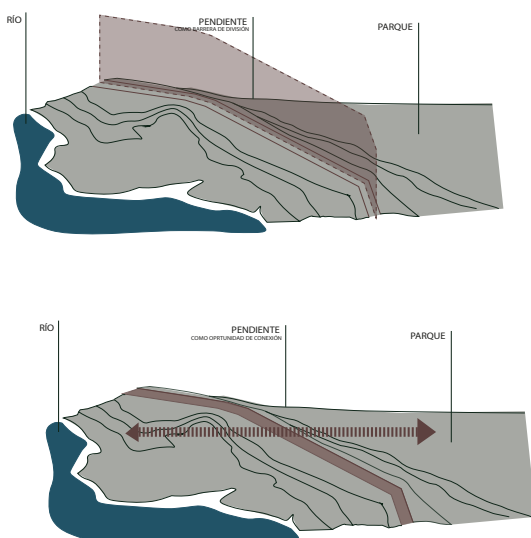 RÍO
PENDIENTE
COMO BARRERA DE DIVISIÓN
PARQUE
RÍO
PENDIENTE
COMO OPRTUNIDAD DE CONEXIÓN
PARQUE